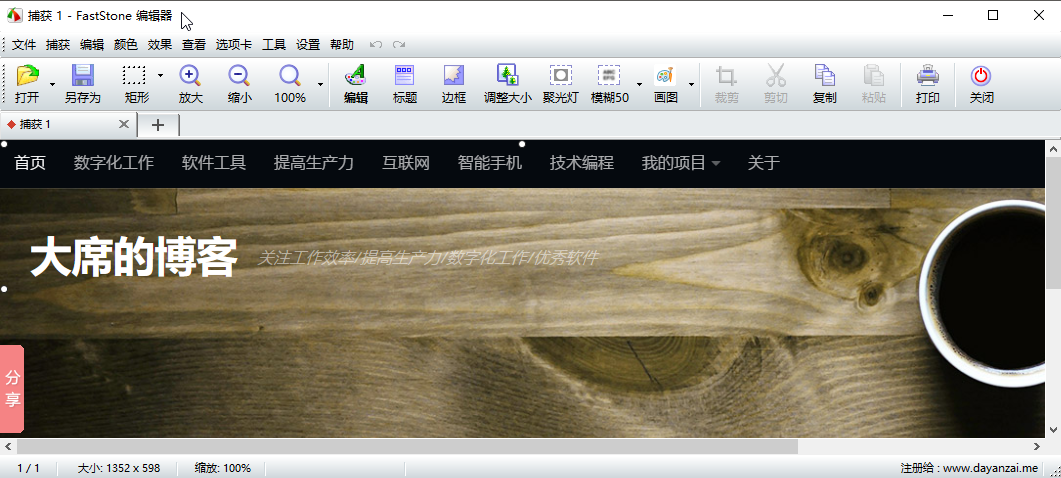 捕获 1 - FastStone 编辑器
文件 捕获 编辑 颜色 效果 查看 选项卡 工具 设置 帮助
打开 另存为 矩形 放大 缩小 100% 编辑 标题 边框 调整大小 聚光灯 模糊50 画图 裁剪 剪切 复制 粘贴 打印 关闭
捕获 1
首页 数字化工作 软件工具 提高生产力 互联网 智能手机 技术编程 我的项目 关于
大席的博客 关注工作效率/提高生产力/数字化工作/优秀软件
分
享
1 / 1 大小: 1352 x 598 缩放: 100% 注册给 : www.dayanzai.me